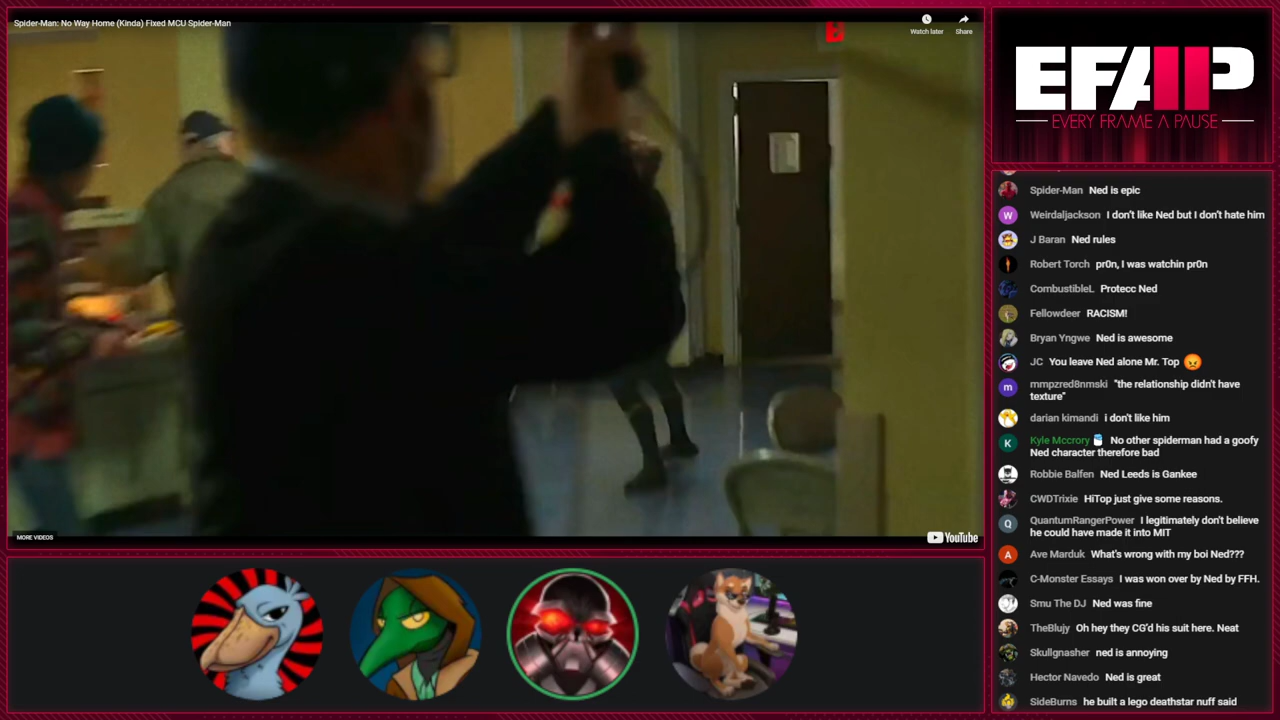 Spider-Man: No Way Home (Kinda) Fixed MCU Spider-Man
Watch later
Share
MORE VIDEOS
YouTube
EFAP
EVERY FRAME A PAUSE
Spider-Man Ned is epic
Weirdaljackson I don't like Ned but I don't hate him
J Baran Ned rules
Robert Torch pr0n, I was watchin pr0n
CombustibleL Protecc Ned
Fellowdeer RACISM!
Bryan Yngwe Ned is awesome
JC You leave Ned alone Mr. Top 😡
m
mmpzred8nmski "the relationship didn't have
texture"
darian kimandi i don't like him
K
Kyle Mccrory No other spiderman had a goofy
Ned character therefore bad
Robbie Balfen Ned Leeds is Gankee
CWDTrixie HiTop just give some reasons.
Q
QuantumRangerPower I legitimately don't believe
he could have made it into MIT
A
Ave Marduk What's wrong with my boi Ned???
C-Monster Essays I was won over by Ned by FFH.
Smu The DJ Ned was fine
TheBlujy Oh hey they CG'd his suit here. Neat
Skullgnasher ned is annoying
Hector Navedo Ned is great
SideBurns he built a lego deathstar nuff said